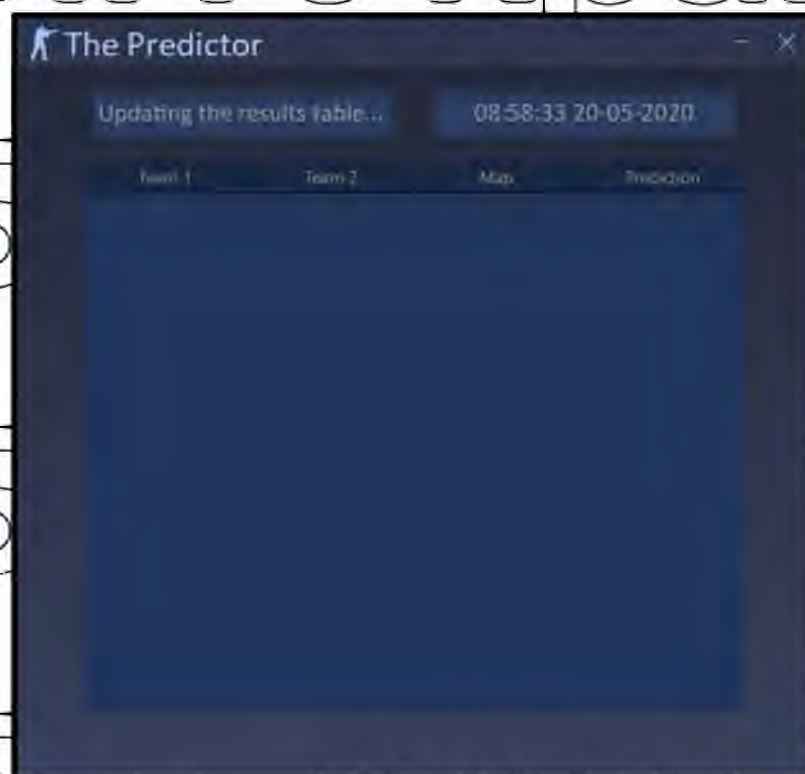 The Predictor
Updating the results table... 08:58:33 20-05-2020
Team 1 Team 2 Map Prediction